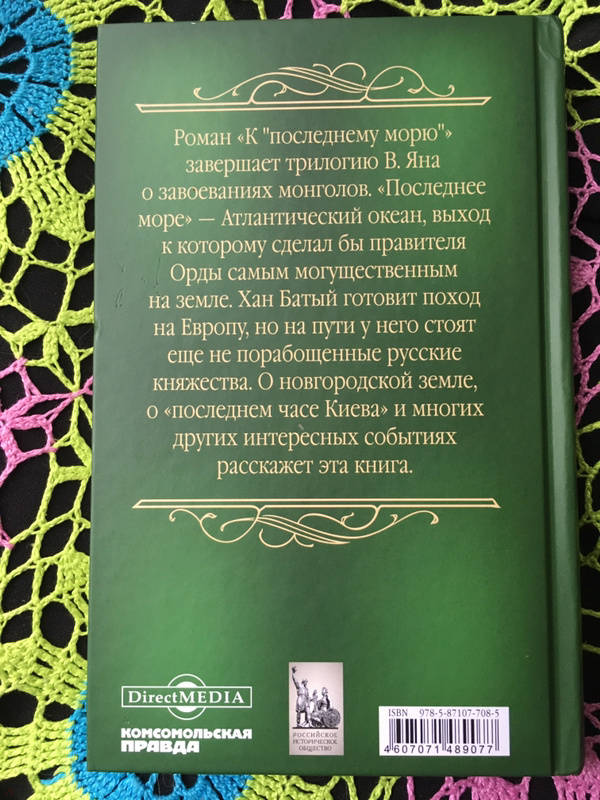 Роман «К "последнему морю"»
завершает трилогию В. Яна
о завоеваниях монголов. «Последнее
море» — Атлантический океан, выход
к которому сделал бы правителя
Орды самым могущественным
на земле. Хан Батый готовит поход
на Европу, но на пути у него стоят
еще не порабощенные русские
княжества. О новгородской земле,
о «последнем часе Киева» и многих
других интересных событиях
расскажет эта книга.
DirectMEDIA
КОМСОМОЛЬСКАЯ
ПРАВДА
РОССИЙСКОЕ
ИСТОРИЧЕСКОЕ
ОБЩЕСТВО
ISBN 978-5-87107-708-5
4 607071 489077